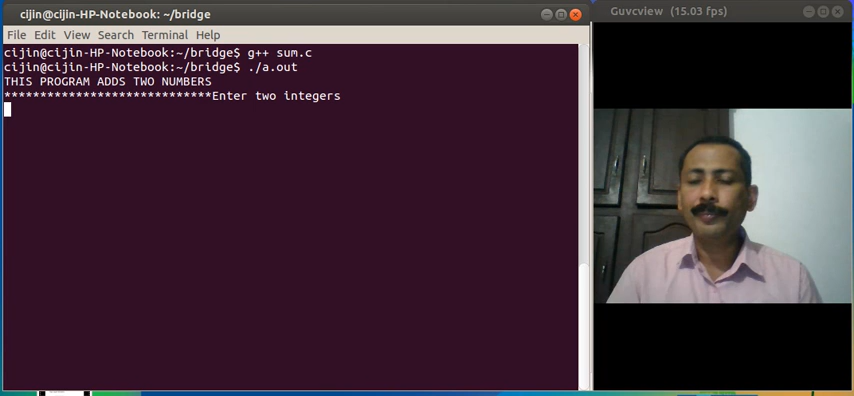 cijin@cijin-HP-Notebook: ~/bridge
File Edit View Search Terminal Help
cijin@cijin-HP-Notebook:~/bridge$ g++ sum.c
cijin@cijin-HP-Notebook:~/bridge$ ./a.out
THIS PROGRAM ADDS TWO NUMBERS
*****************************Enter two integers
Guvcview (15.03 fps)